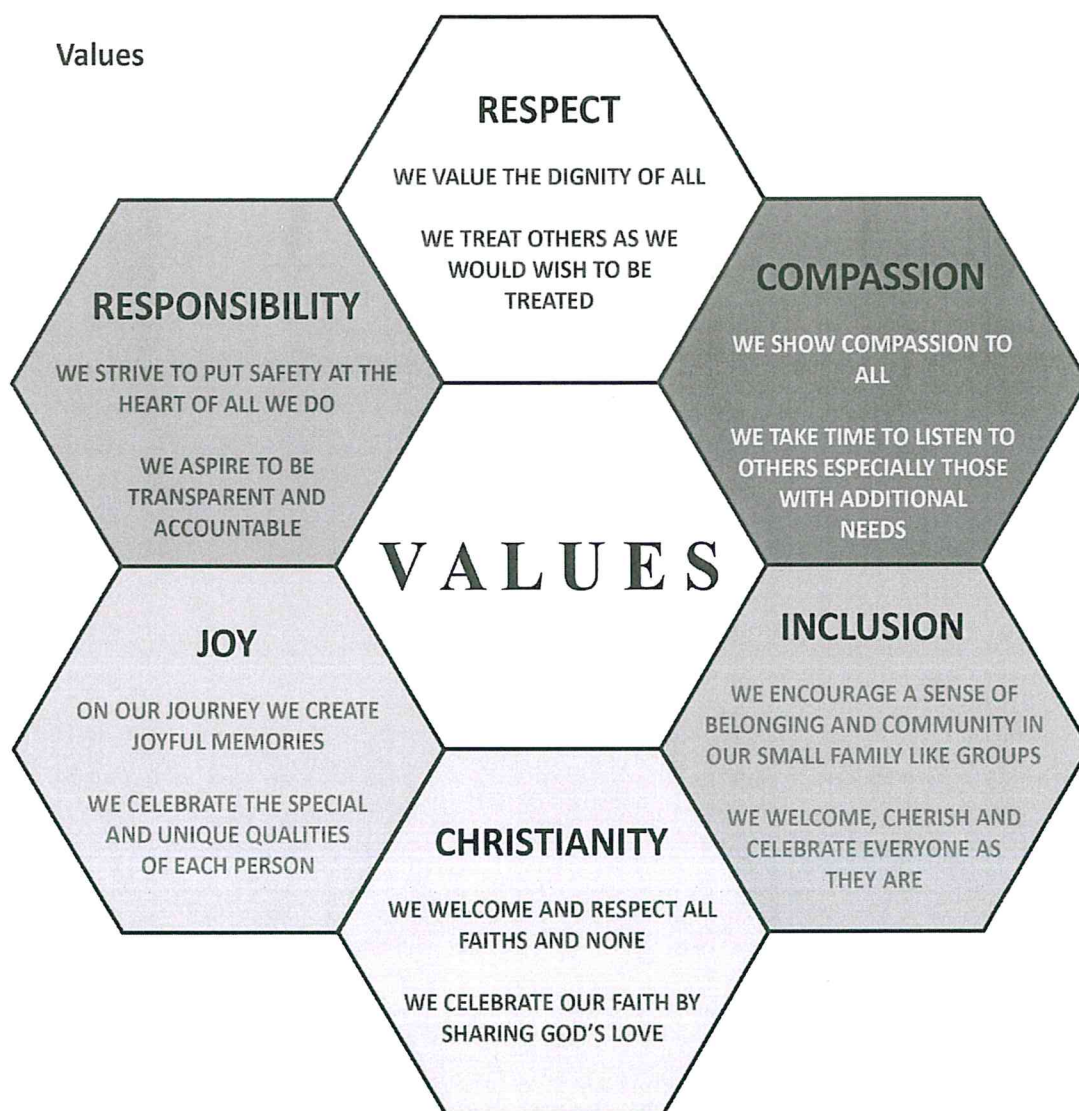 Values
RESPECT
WE VALUE THE DIGNITY OF ALL
WE TREAT OTHERS AS WE
WOULD WISH TO BE
TREATED
COMPASSION
WE SHOW COMPASSION TO
ALL
WE TAKE TIME TO LISTEN TO
OTHERS ESPECIALLY THOSE
WITH ADDITIONAL
NEEDS
INCLUSION
WE ENCOURAGE A SENSE OF
BELONGING AND COMMUNITY IN
OUR SMALL FAMILY LIKE GROUPS
WE WELCOME, CHERISH AND
CELEBRATE EVERYONE AS
THEY ARE
CHRISTIANITY
WE WELCOME AND RESPECT ALL
FAITHS AND NONE
WE CELEBRATE OUR FAITH BY
SHARING GOD'S LOVE
JOY
ON OUR JOURNEY WE CREATE
JOYFUL MEMORIES
WE CELEBRATE THE SPECIAL
AND UNIQUE QUALITIES
OF EACH PERSON
RESPONSIBILITY
WE STRIVE TO PUT SAFETY AT THE
HEART OF ALL WE DO
WE ASPIRE TO BE
TRANSPARENT AND
ACCOUNTABLE
VALUES